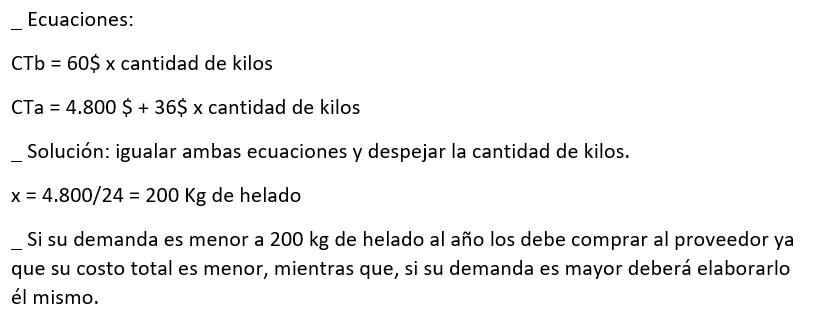 _ Ecuaciones:
CTb = 60$ x cantidad de kilos
CTa = 4.800 $ + 36$ x cantidad de kilos
_ Solución: igualar ambas ecuaciones y despejar la cantidad de kilos.
x = 4.800/24 = 200 Kg de helado
_ Si su demanda es menor a 200 kg de helado al año los debe comprar al proveedor ya
que su costo total es menor, mientras que, si su demanda es mayor deberá elaborarlo
él mismo.